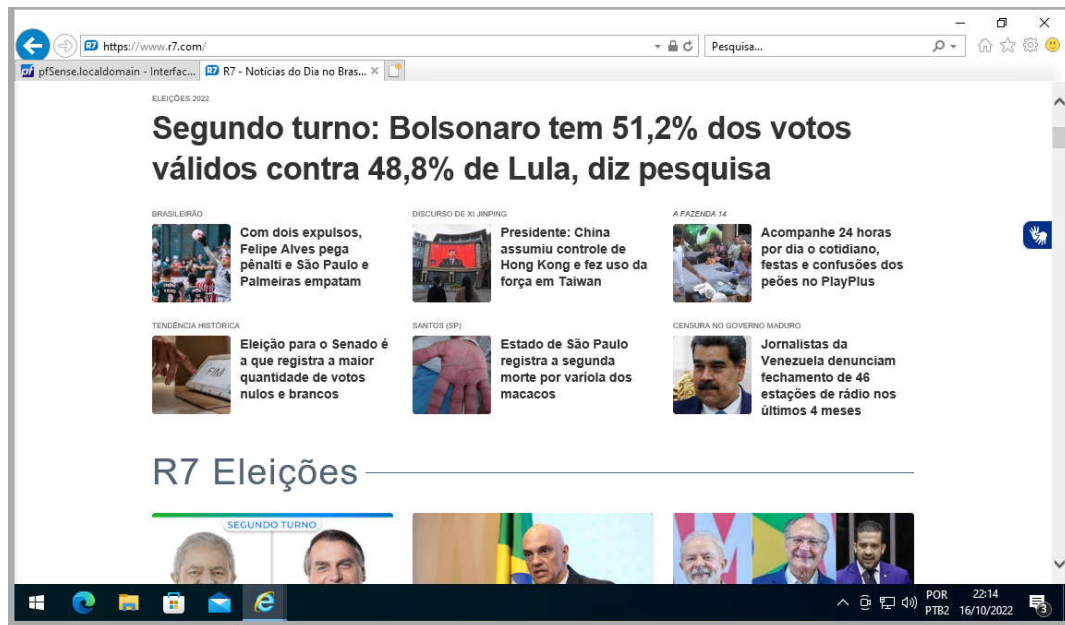 https://www.r7.com/
Pesquisa...
pfSense.localdomain - Interfac...
R7 - Notícias do Dia no Bras...
ELEIÇÕES 2022
Segundo turno: Bolsonaro tem 51,2% dos votos
válidos contra 48,8% de Lula, diz pesquisa
BRASILEIRÃO
Com dois expulsos,
Felipe Alves pega
pênalti e São Paulo e
Palmeiras empatam
DISCURSO DE XI JINPING
Presidente: China
assumiu controle de
Hong Kong e fez uso da
força em Taiwan
A FAZENDA 14
Acompanhe 24 horas
por dia o cotidiano,
festas e confusões dos
peões no PlayPlus
TENDÊNCIA HISTÓRICA
FIM
Eleição para o Senado é
a que registra a maior
quantidade de votos
nulos e brancos
SANTOS (SP)
Estado de São Paulo
registra a segunda
morte por varíola dos
macacos
CENSURA NO GOVERNO MADURO
Jornalistas da
Venezuela denunciam
fechamento de 46
estações de rádio nos
últimos 4 meses
R7 Eleições
SEGUNDO TURNO
POR
PTB2
22:14
16/10/2022
3